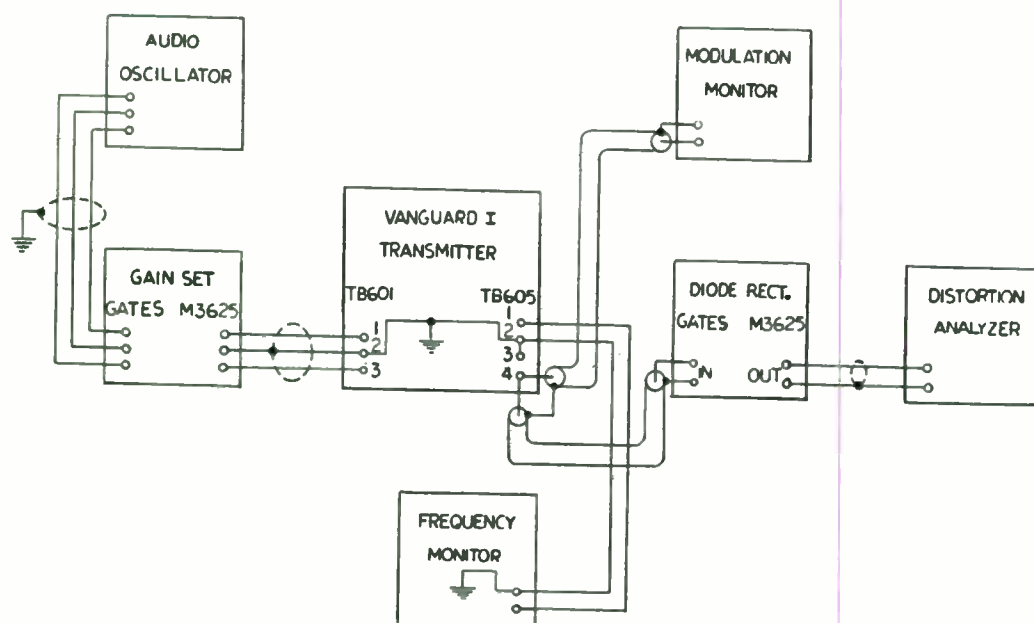 AUDIO
OSCILLATOR
MODULATION
MONITOR
VANGUARD I
TRANSMITTER
GAIN SET
GATES M3625
TB601
TB605
1
2
3
1
2
3
4
DIODE RECT.
GATES M3625
IN
OUT
DISTORTION
ANALYZER
FREQUENCY
MONITOR